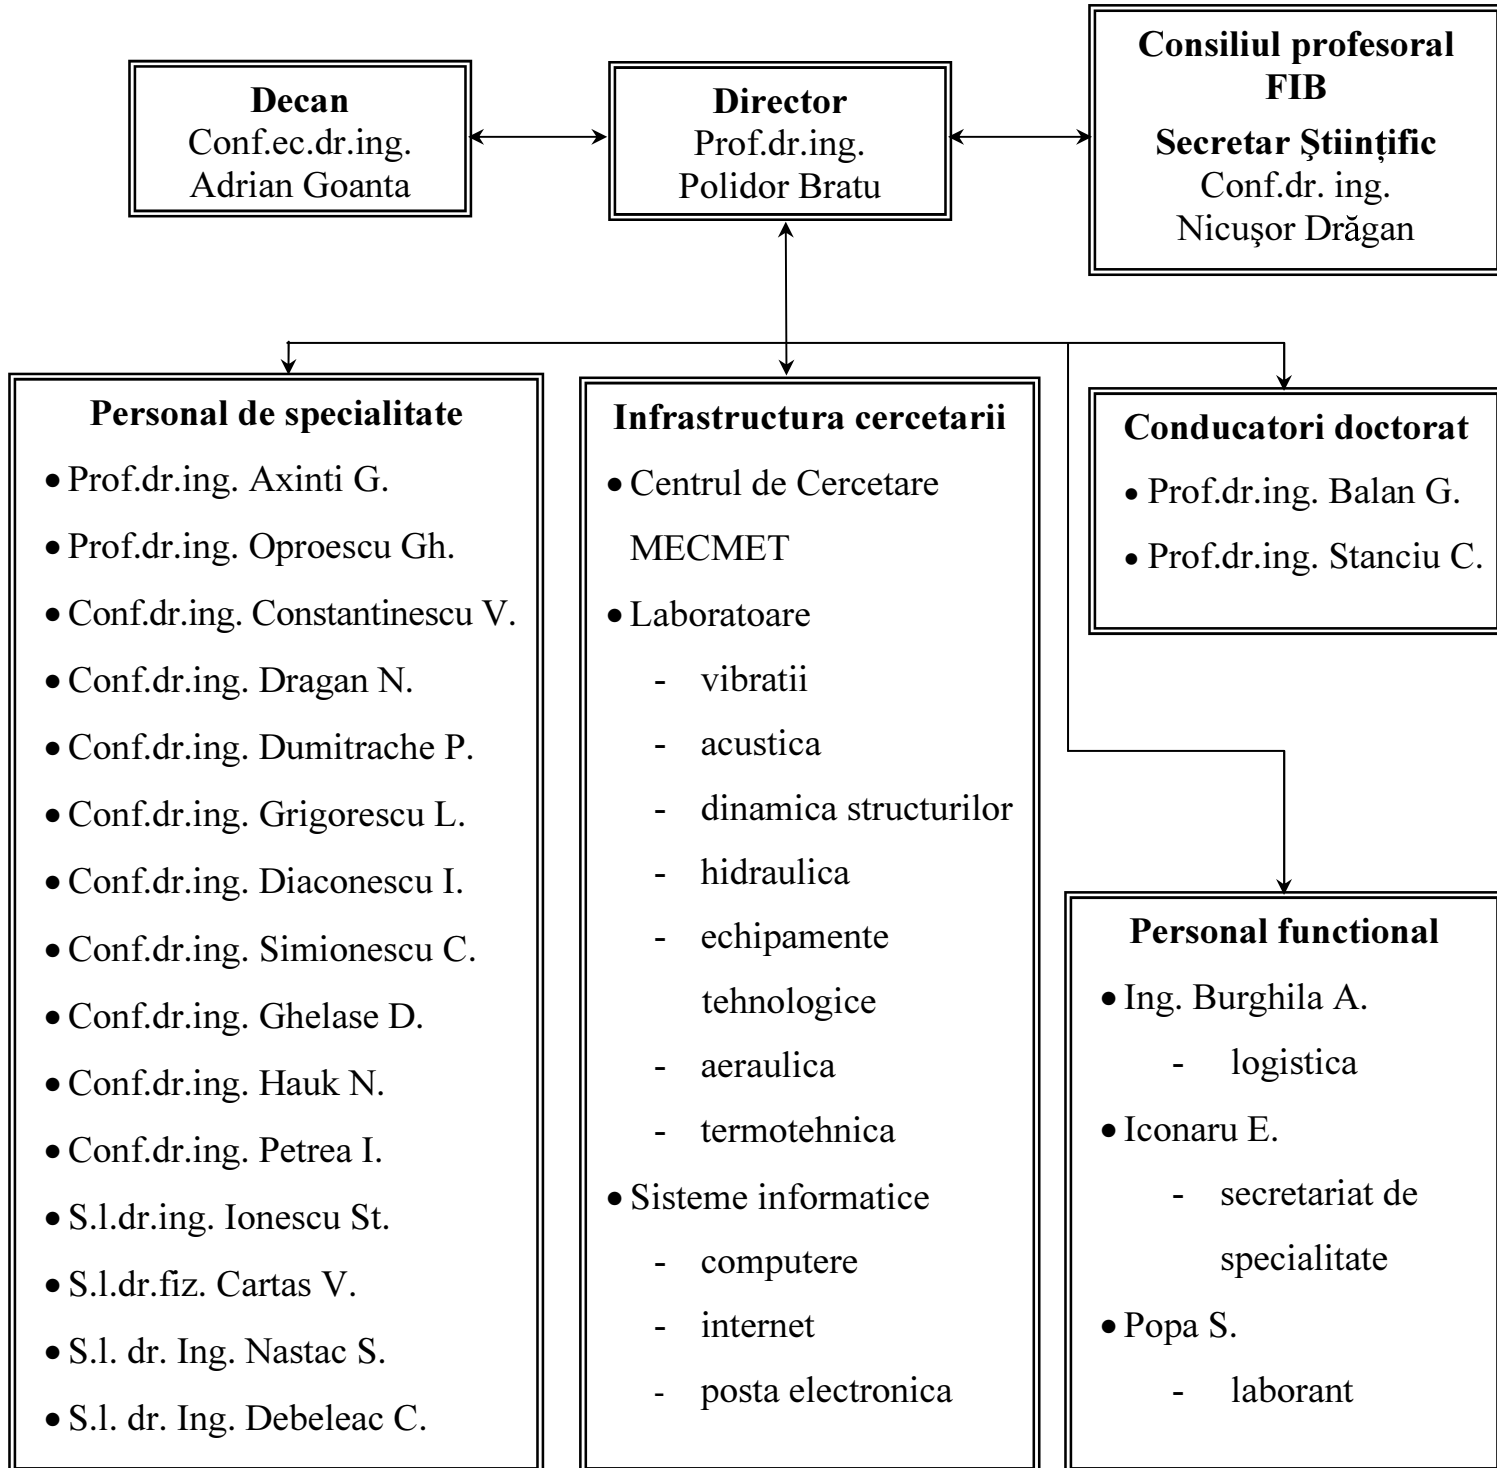 Decan
Conf.ec.dr.ing.
Adrian Goanta
Director
Prof.dr.ing.
Polidor Bratu
Consiliul profesoral
FIB
Secretar Ştiințific
Conf.dr. ing.
Nicuşor Drăgan
Personal de specialitate
• Prof.dr.ing. Axinti G.
• Prof.dr.ing. Oproescu Gh.
• Conf.dr.ing. Constantinescu V.
• Conf.dr.ing. Dragan N.
• Conf.dr.ing. Dumitrache P.
• Conf.dr.ing. Grigorescu L.
• Conf.dr.ing. Diaconescu I.
• Conf.dr.ing. Simionescu C.
• Conf.dr.ing. Ghelase D.
• Conf.dr.ing. Hauk N.
• Conf.dr.ing. Petrea I.
• S.l.dr.ing. Ionescu St.
• S.l.dr.fiz. Cartas V.
• S.l. dr. Ing. Nastac S.
• S.l. dr. Ing. Debeleac C.
Infrastructura cercetarii
• Centrul de Cercetare
MECMET
• Laboratoare
- vibratii
- acustica
- dinamica structurilor
- hidraulica
- echipamente
tehnologice
- aeraulica
- termotehnica
• Sisteme informatice
- computere
- internet
- posta electronica
Conducatori doctorat
• Prof.dr.ing. Balan G.
• Prof.dr.ing. Stanciu C.
Personal functional
• Ing. Burghila A.
- logistica
• Iconaru E.
- secretariat de
specialitate
• Popa S.
- laborant